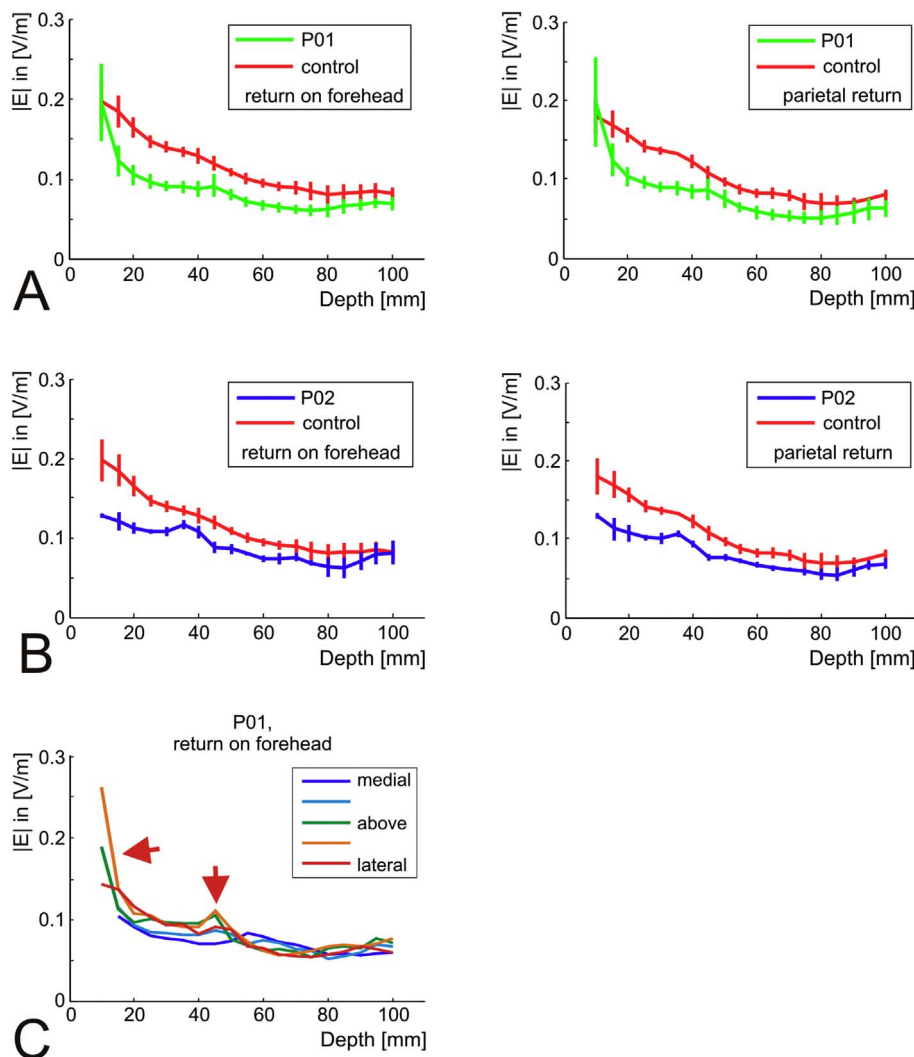 0.3
|E| in [V/m]
0.2
0.1
0
0 20 40 60 80 100
Depth [mm]
P01
control
return on forehead
0.3
|E| in [V/m]
0.2
0.1
0
0 20 40 60 80 100
Depth [mm]
P01
control
parietal return
A
0.3
|E| in [V/m]
0.2
0.1
0
0 20 40 60 80 100
Depth [mm]
P02
control
return on forehead
0.3
|E| in [V/m]
0.2
0.1
0
0 20 40 60 80 100
Depth [mm]
P02
control
parietal return
B
P01,
return on forehead
0.3
|E| in [V/m]
0.2
0.1
0
0 20 40 60 80 100
Depth [mm]
medial
above
lateral
C